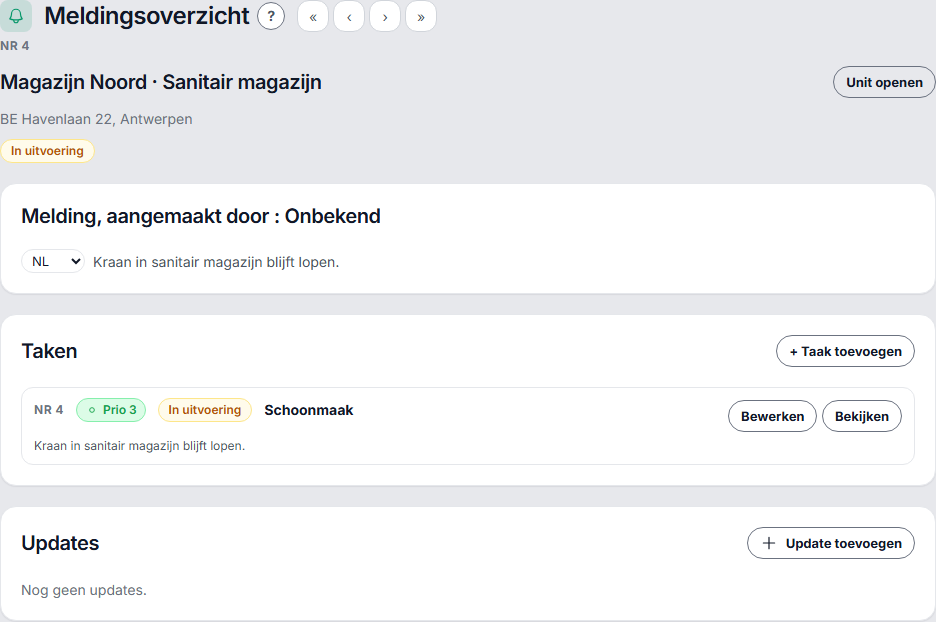 Meldingsoverzicht ? « ‹ › »
NR 4
Magazijn Noord · Sanitair magazijn Unit openen
BE Havenlaan 22, Antwerpen
In uitvoering
Melding, aangemaakt door : Onbekend
NL Kraan in sanitair magazijn blijft lopen.
Taken + Taak toevoegen
NR 4 Prio 3 In uitvoering Schoonmaak Bewerken Bekijken
Kraan in sanitair magazijn blijft lopen.
Updates + Update toevoegen
Nog geen updates.